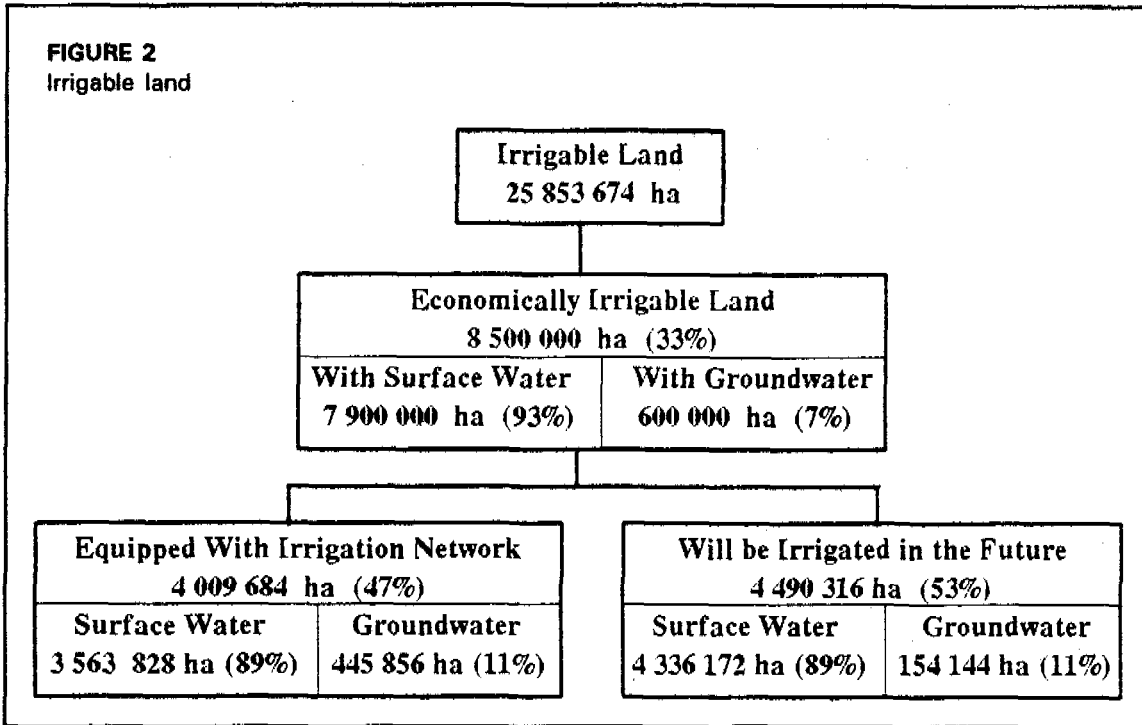 FIGURE 2
Irrigable land
Irrigable Land
25 853 674 ha
Economically Irrigable Land
8 500 000 ha (33%)
With Surface Water
7 900 000 ha (93%)
With Groundwater
600 000 ha (7%)
Equipped With Irrigation Network
4 009 684 ha (47%)
Surface Water
3 563 828 ha (89%)
Groundwater
445 856 ha (11%)
Will be Irrigated in the Future
4 490 316 ha (53%)
Surface Water
4 336 172 ha (89%)
Groundwater
154 144 ha (11%)